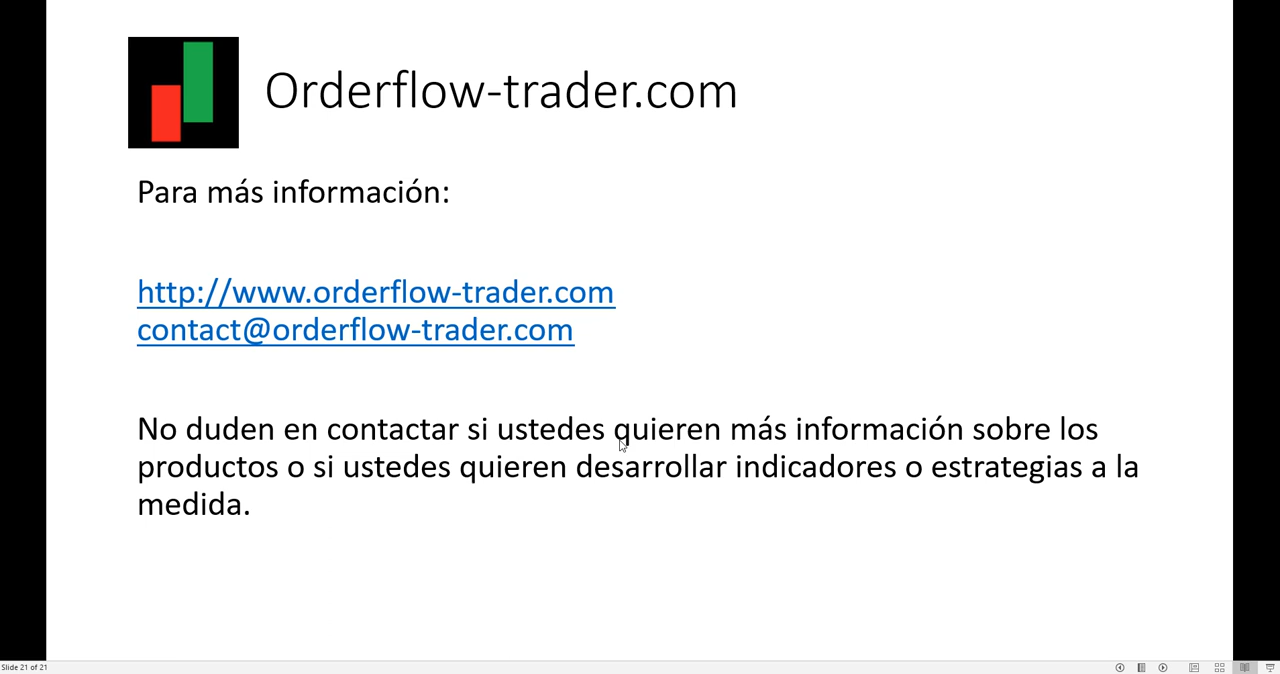 Orderflow-trader.com
Para más información:
http://www.orderflow-trader.com
contact@orderflow-trader.com
No duden en contactar si ustedes quieren más información sobre los
productos o si ustedes quieren desarrollar indicadores o estrategias a la
medida.
Slide 21 of 21